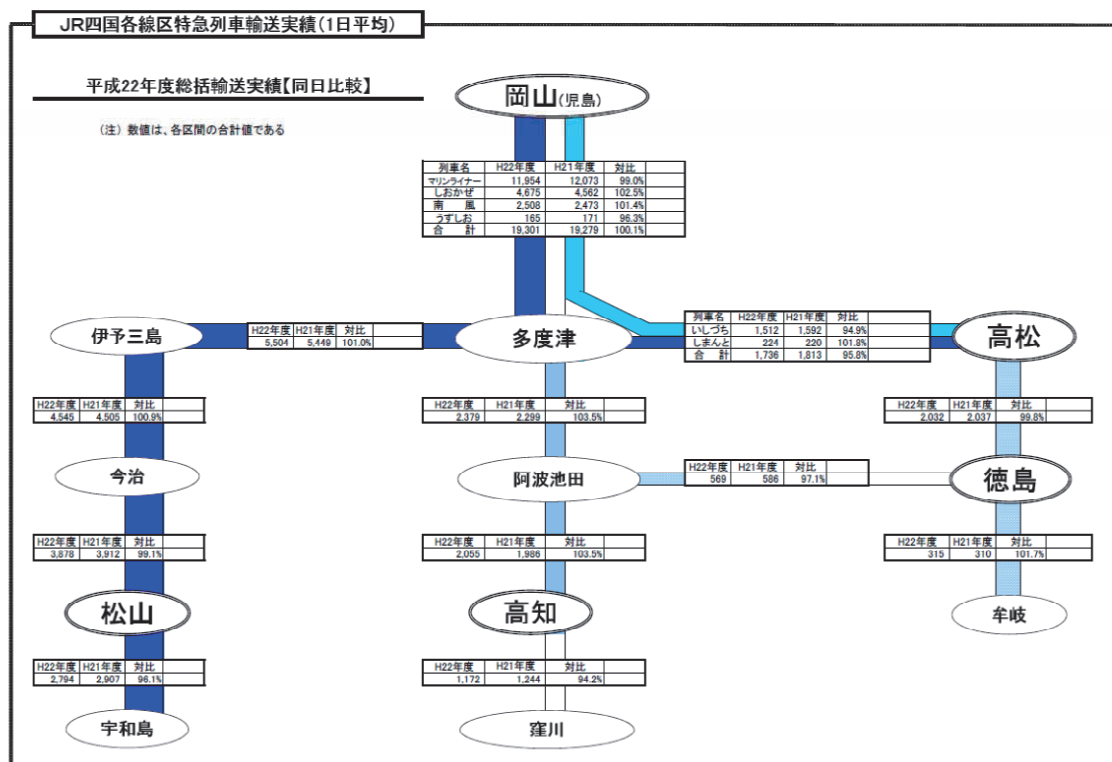 JR四国各線区特急列車輸送実績(1日平均)
平成22年度総括輸送実績【同日比較】
(注) 数値は、各区間の合計値である
岡山(児島)
列車名 H22年度 H21年度 対比
マリンライナー 11,954 12,073 99.0%
しおかぜ 4,675 4,562 102.5%
南 風 2,508 2,473 101.4%
うずしお 165 171 96.3%
合 計 19,301 19,279 100.1%
伊予三島
H22年度 H21年度 対比
5,504 5,449 101.0%
多度津
列車名 H22年度 H21年度 対比
いしづち 1,512 1,592 94.9%
しまんと 224 220 101.8%
合 計 1,736 1,813 95.8%
高松
H22年度 H21年度 対比
4,545 4,505 100.9%
H22年度 H21年度 対比
2,379 2,299 103.5%
H22年度 H21年度 対比
2,032 2,037 99.8%
今治
阿波池田
H22年度 H21年度 対比
569 586 97.1%
徳島
H22年度 H21年度 対比
3,878 3,912 99.1%
H22年度 H21年度 対比
2,055 1,986 103.5%
H22年度 H21年度 対比
315 310 101.7%
松山
高知
牟岐
H22年度 H21年度 対比
2,794 2,907 96.1%
H22年度 H21年度 対比
1,172 1,244 94.2%
宇和島
窪川